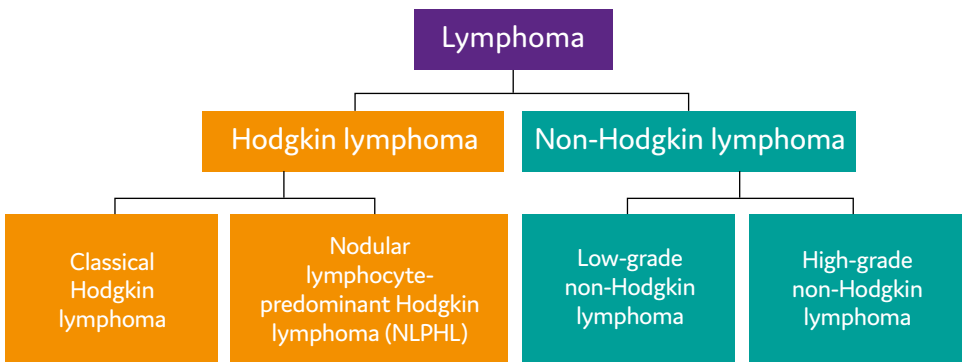 Lymphoma
Hodgkin lymphoma
Non-Hodgkin lymphoma
Classical
Hodgkin
lymphoma
Nodular
lymphocyte-
predominant Hodgkin
lymphoma (NLPHL)
Low-grade
non-Hodgkin
lymphoma
High-grade
non-Hodgkin
lymphoma